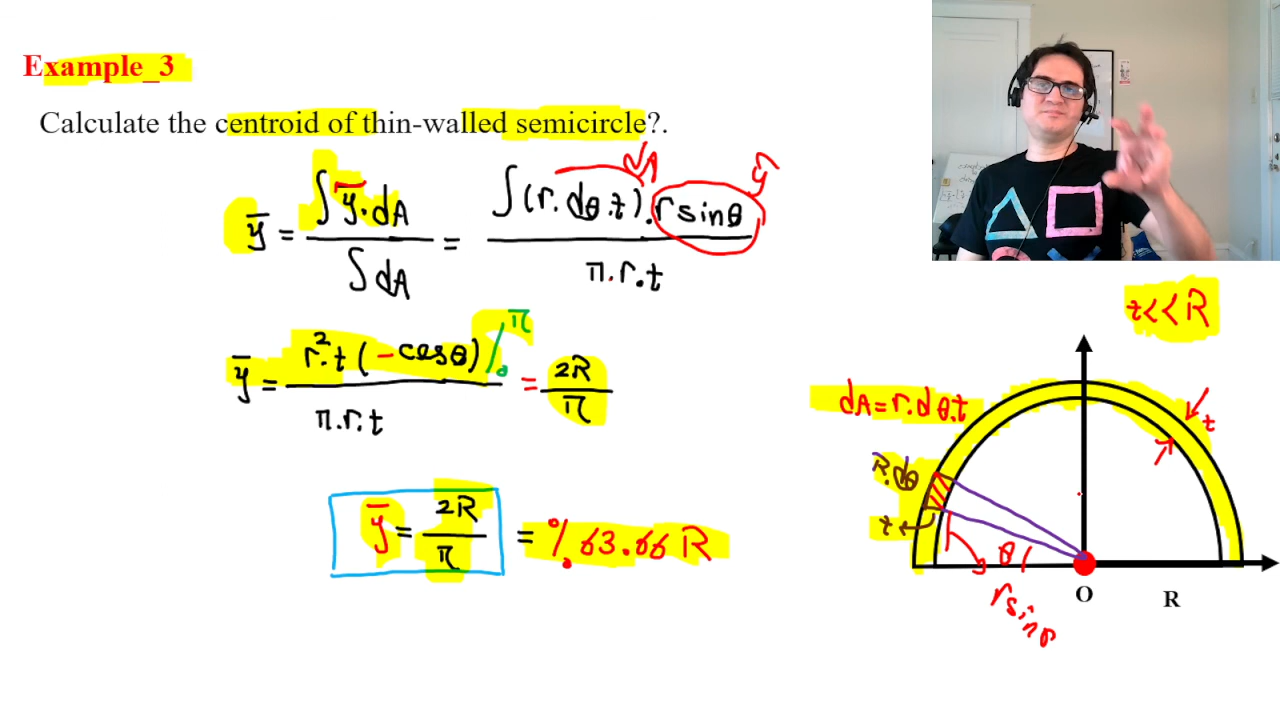 Example_3
Calculate the centroid of thin-walled semicircle?.
ȳ = ∫ȳ.dA / ∫dA = ∫(r.dθ.t).rsinθ / π.r.t
dA
ȳ
ȳ = r².t(-cosθ)|₀^π / π.r.t = 2R/π
ȳ = 2R/π = %63.66 R
t<<R
dA=r.dθ.t
t
R.dθ
t
θ
rsinθ
O
R